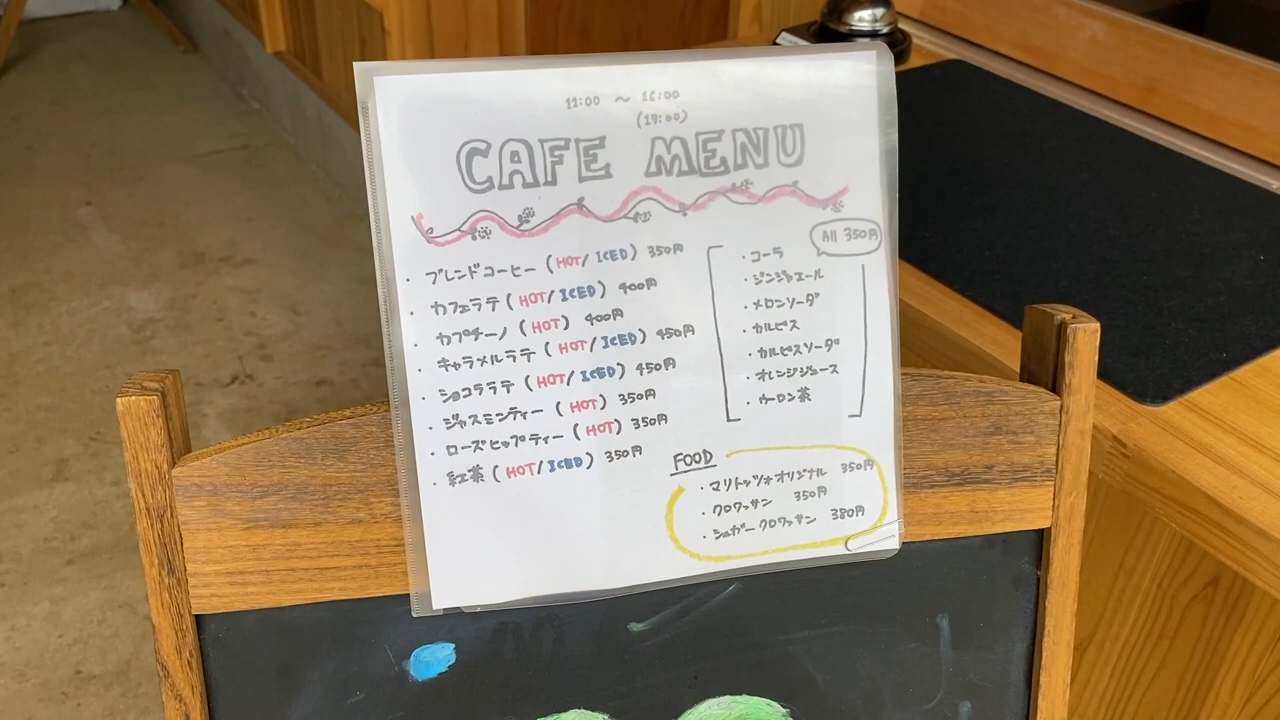 11:00 ～ 16:00
(17:00)
CAFE MENU
・ブレンドコーヒー (HOT/ICED) 350円
・カフェラテ (HOT/ICED) 400円
・カプチーノ (HOT) 400円
・キャラメルラテ (HOT/ICED) 450円
・ショコララテ (HOT/ICED) 450円
・ジャスミンティー (HOT) 350円
・ローズヒップティー (HOT) 350円
・紅茶 (HOT/ICED) 350円
All 350円
・コーラ
・ジンジャエール
・メロンソーダ
・カルピス
・カルピスソーダ
・オレンジジュース
・ウーロン茶
FOOD
・マリトッツォオリジナル 350円
・クロワッサン 350円
・シュガークロワッサン 380円